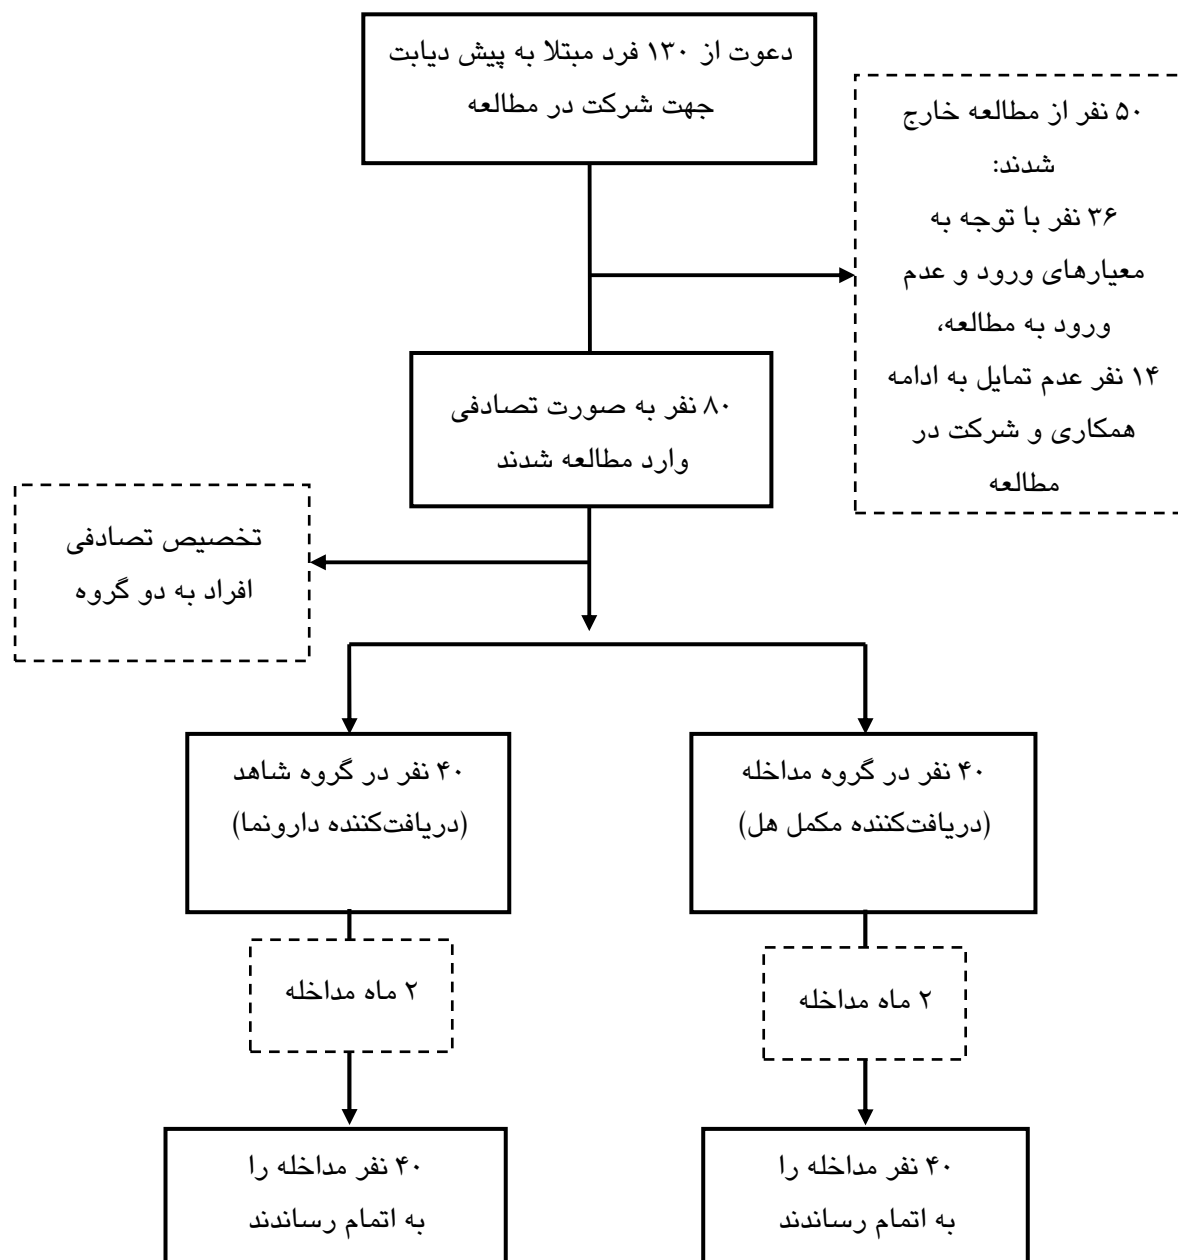 دعوت از ۱۳۰ فرد مبتلا به پیش دیابت
جهت شرکت در مطالعه
۵۰ نفر از مطالعه خارج
شدند:
۳۶ نفر با توجه به
معیارهای ورود و عدم
ورود به مطالعه،
۱۴ نفر عدم تمایل به ادامه
همکاری و شرکت در
مطالعه
۸۰ نفر به صورت تصادفی
وارد مطالعه شدند
تخصیص تصادفی
افراد به دو گروه
۴۰ نفر در گروه مداخله
(دریافت‌کننده مکمل هل)
۴۰ نفر در گروه شاهد
(دریافت‌کننده دارونما)
۲ ماه مداخله
۲ ماه مداخله
۴۰ نفر مداخله را
به اتمام رساندند
۴۰ نفر مداخله را
به اتمام رساندند